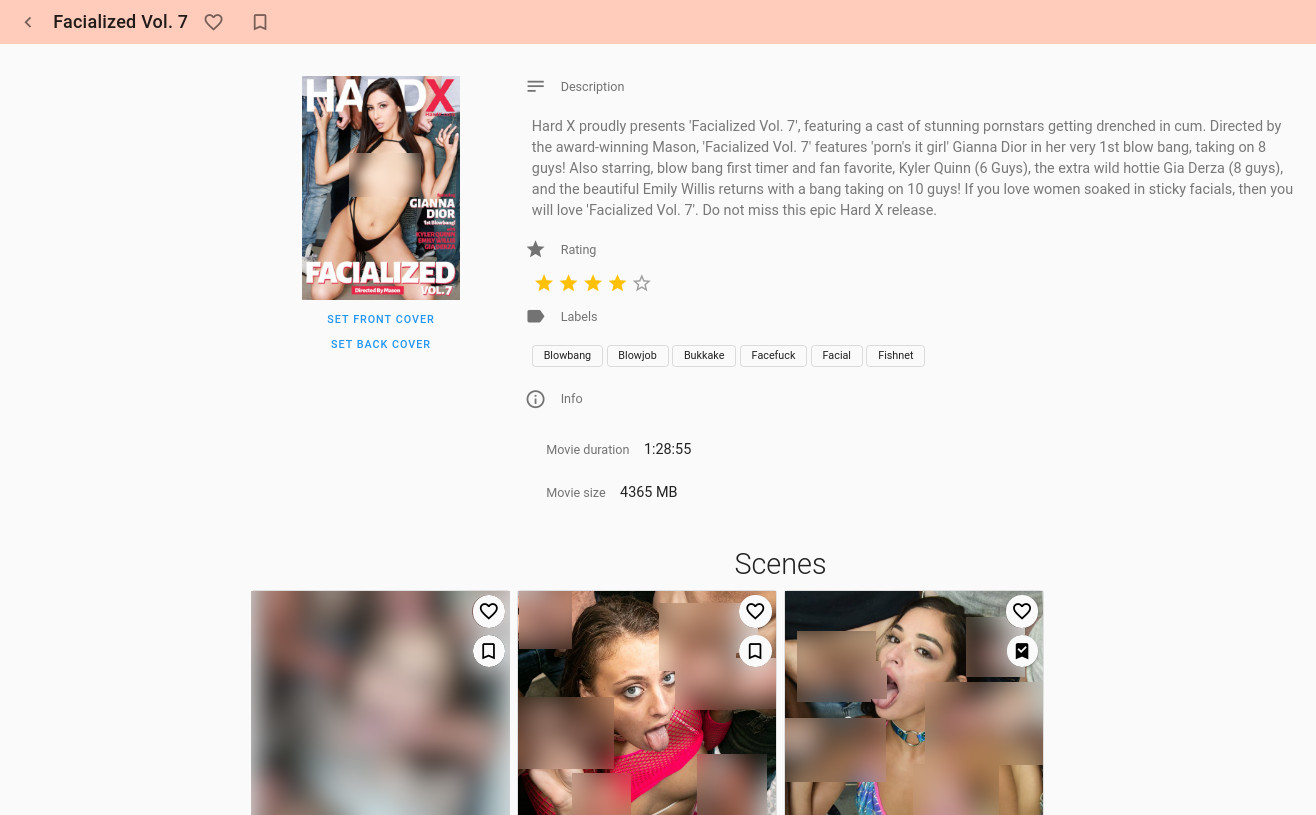 Facialized Vol. 7
HARDX
GIANNA
DIOR
1st Blowbang!
KYLER QUINN
EMILY WILLIS
GIA DERZA
FACIALIZED
Directed By Mason
VOL.7
SET FRONT COVER
SET BACK COVER
Description
Hard X proudly presents 'Facialized Vol. 7', featuring a cast of stunning pornstars getting drenched in cum. Directed by
the award-winning Mason, 'Facialized Vol. 7' features 'porn's it girl' Gianna Dior in her very 1st blow bang, taking on 8
guys! Also starring, blow bang first timer and fan favorite, Kyler Quinn (6 Guys), the extra wild hottie Gia Derza (8 guys),
and the beautiful Emily Willis returns with a bang taking on 10 guys! If you love women soaked in sticky facials, then you
will love 'Facialized Vol. 7'. Do not miss this epic Hard X release.
Rating
Labels
Blowbang Blowjob Bukkake Facefuck Facial Fishnet
Info
Movie duration 1:28:55
Movie size 4365 MB
Scenes